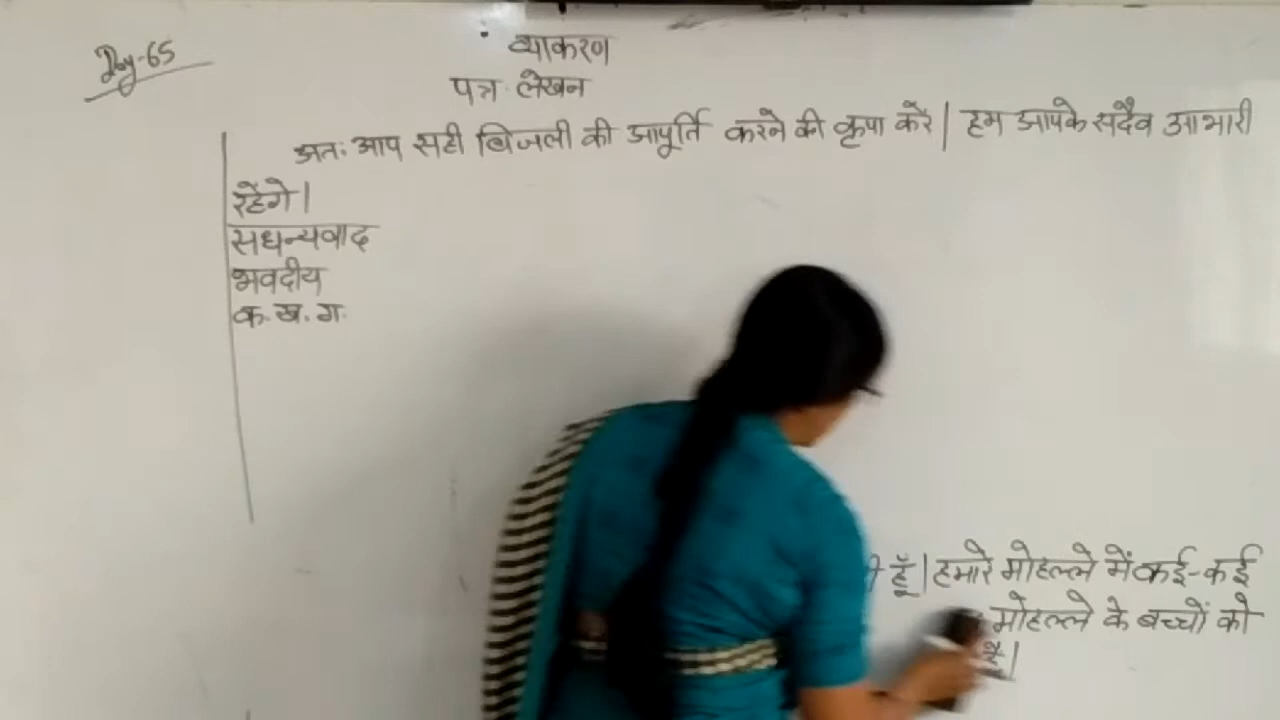 Day-65
व्याकरण
पत्र लेखन
अतः आप सही बिजली की आपूर्ति करने की कृपा करें| हम आपके सदैव आभारी
रहेंगे|
सधन्यवाद
भवदीय
क.ख.ग.
हूँ| हमारे मोहल्ले में कई-कई
मोहल्ले के बच्चों को
है|